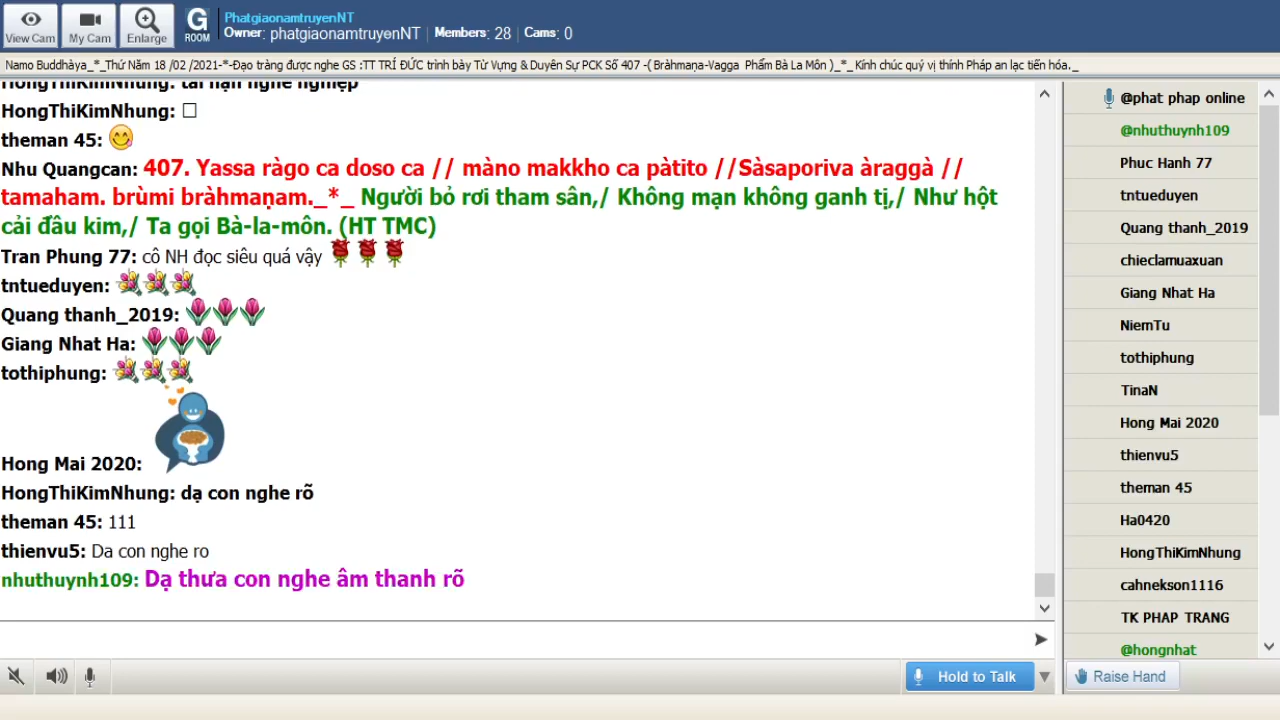 View Cam
My Cam
Enlarge
G
ROOM
PhatgiaonamtruyenNT
Owner: phatgiaonamtruyenNT | Members: 28 | Cams: 0
Namo Buddhàya_*_Thứ Năm 18 /02 /2021-*-Đạo tràng được nghe GS :TT TRÍ ĐỨC trình bày Từ Vựng & Duyên Sự PCK Số 407 -( Bràhmaṇa-Vagga Phẩm Bà La Môn )_*_ Kính chúc quý vị thính Pháp an lạc tiến hóa._
HongThiKimNhung: tai nạn nghề nghiệp
HongThiKimNhung: □
theman 45:
Nhu Quangcan: 407. Yassa ràgo ca doso ca // màno makkho ca pàtito //Sàsaporiva àraggà //
tamaham. brùmi bràhmaṇam._*_ Người bỏ rơi tham sân,/ Không mạn không ganh tị,/ Như hột
cải đầu kim,/ Ta gọi Bà-la-môn. (HT TMC)
Tran Phung 77: cô NH đọc siêu quá vậy
tntueduyen:
Quang thanh_2019:
Giang Nhat Ha:
tothiphung:
Hong Mai 2020:
HongThiKimNhung: dạ con nghe rõ
theman 45: 111
thienvu5: Da con nghe ro
nhuthuynh109: Dạ thưa con nghe âm thanh rõ
Hold to Talk
@phat phap online
@nhuthuynh109
Phuc Hanh 77
tntueduyen
Quang thanh_2019
chieclamuaxuan
Giang Nhat Ha
NiemTu
tothiphung
TinaN
Hong Mai 2020
thienvu5
theman 45
Ha0420
HongThiKimNhung
cahnekson1116
TK PHAP TRANG
@hongnhat
Raise Hand